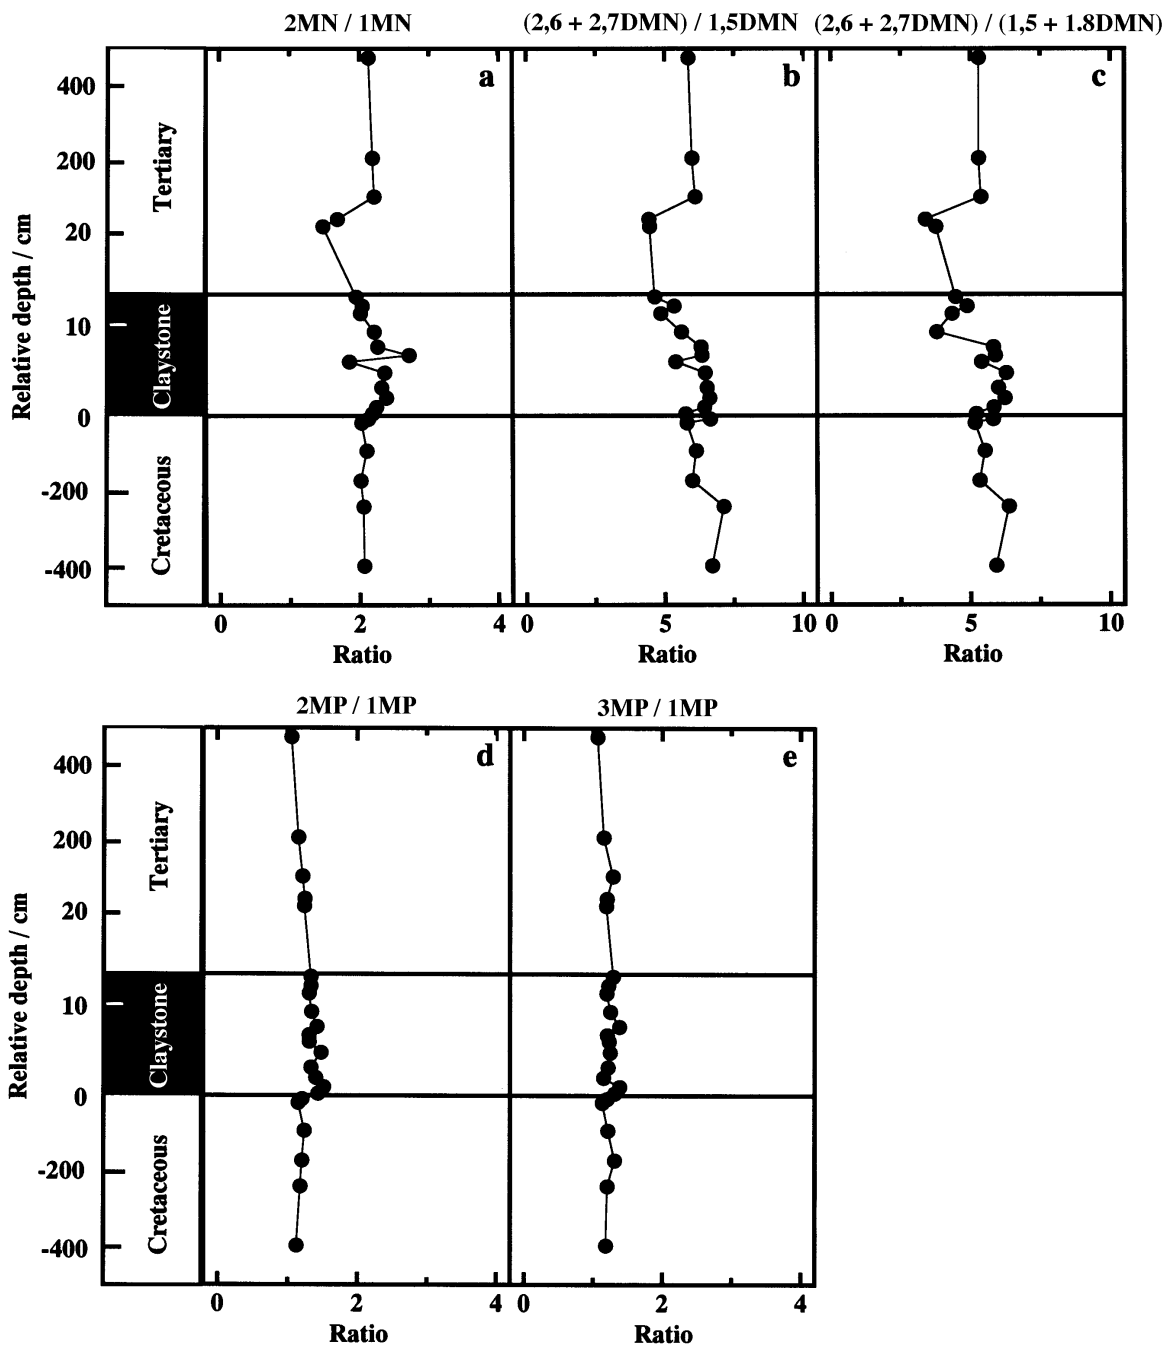 2MN / 1MN
(2,6 + 2,7DMN) / 1,5DMN
(2,6 + 2,7DMN) / (1,5 + 1.8DMN)
a
b
c
Relative depth / cm
400
200
20
10
0
-200
-400
Tertiary
Claystone
Cretaceous
0 2 4
0 5 10
0 5 10
Ratio
Ratio
Ratio
2MP / 1MP
3MP / 1MP
d
e
Relative depth / cm
400
200
20
10
0
-200
-400
Tertiary
Claystone
Cretaceous
0 2 4
0 2 4
Ratio
Ratio